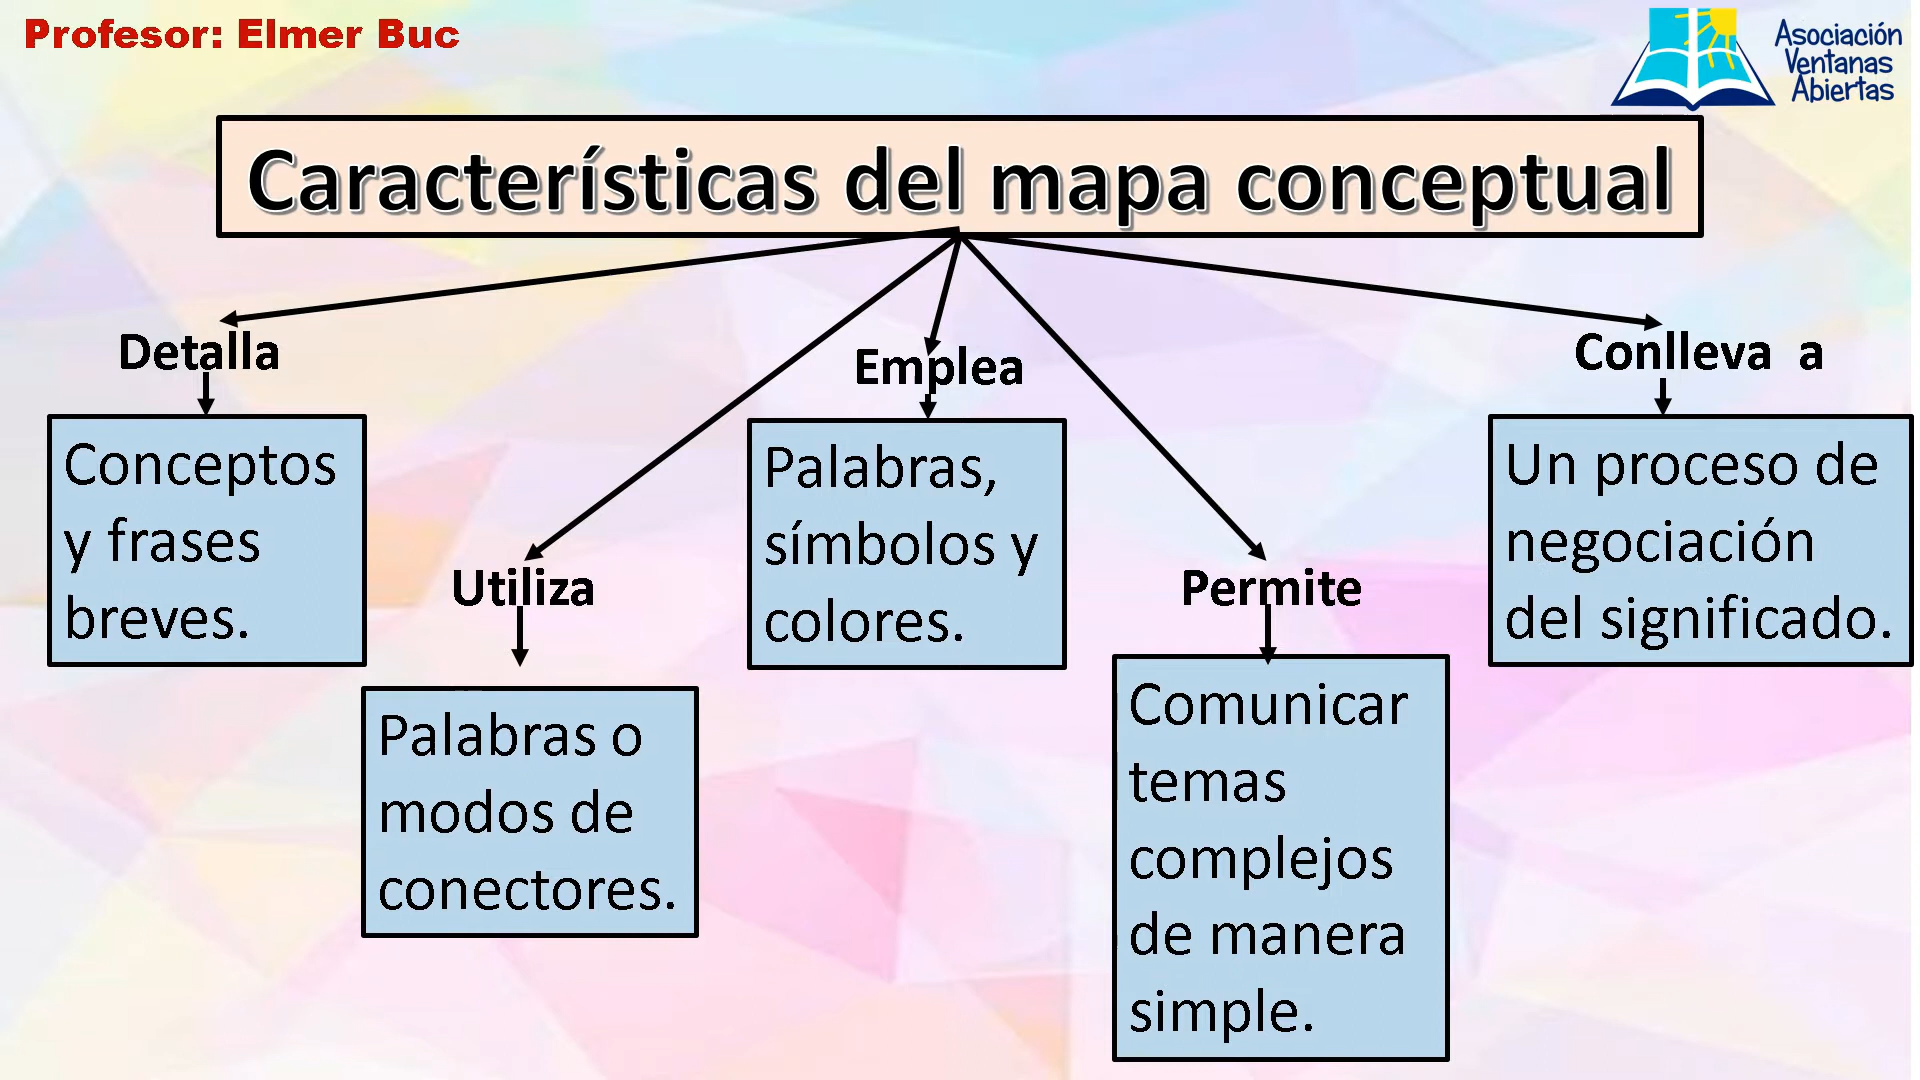 Profesor: Elmer Buc
Asociación
Ventanas
Abiertas
Características del mapa conceptual
Detalla
Conceptos
y frases
breves.
Utiliza
Palabras o
modos de
conectores.
Emplea
Palabras,
símbolos y
colores.
Permite
Comunicar
temas
complejos
de manera
simple.
Conlleva a
Un proceso de
negociación
del significado.